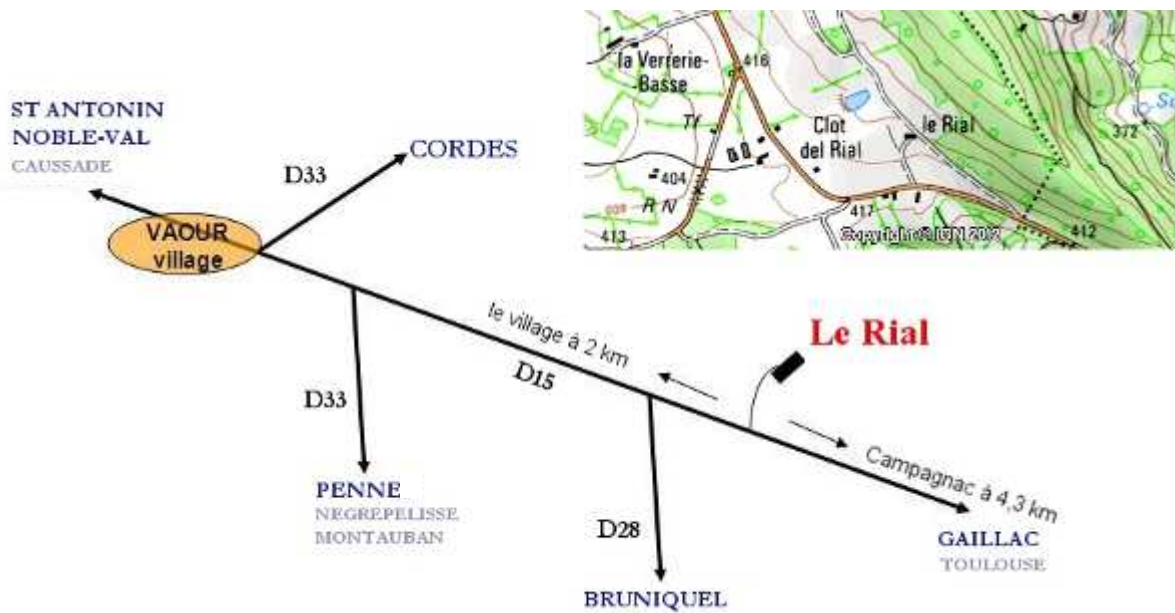 ST ANTONIN
NOBLE-VAL
CAUSSADE
D33
CORDES
VAOUR
village
le village à 2 km
D15
Le Rial
Campagnac à 4,3 km
D33
PENNE
NEGREPELISSE
MONTAUBAN
D28
BRUNIQUEL
GAILLAC
TOULOUSE
la Verrerie-
Basse
416
Tf
Clot
del Rial
le Rial
372
404
R N
413
417
412
Copyright © IGN 2012